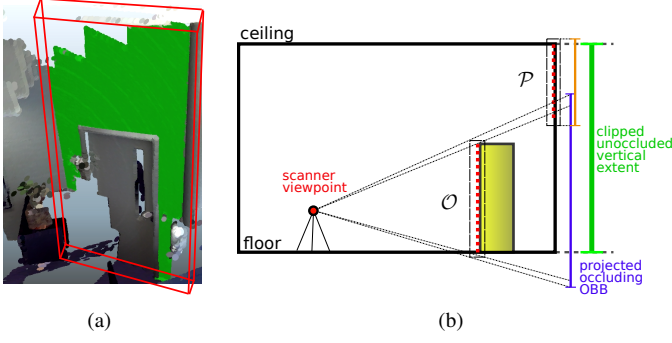 ceiling
𝒫
clipped
unoccluded
vertical
extent
scanner
viewpoint
𝒪
floor
projected
occluding
OBB
(a)
(b)